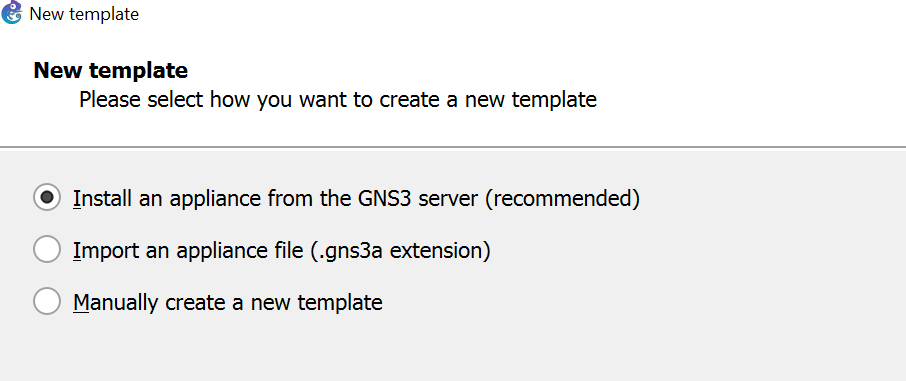 New template
New template
Please select how you want to create a new template
Install an appliance from the GNS3 server (recommended)
Import an appliance file (.gns3a extension)
Manually create a new template